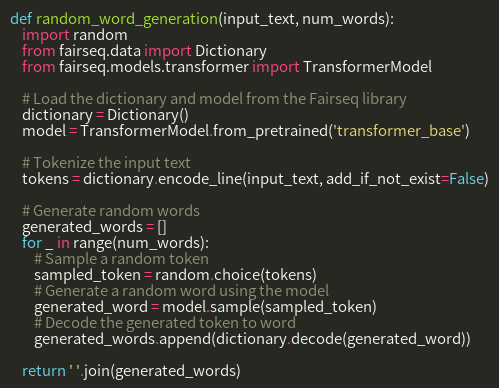 def random_word_generation(input_text, num_words):
    import random
    from fairseq.data import Dictionary
    from fairseq.models.transformer import TransformerModel

    # Load the dictionary and model from the Fairseq library
    dictionary = Dictionary()
    model = TransformerModel.from_pretrained('transformer_base')

    # Tokenize the input text
    tokens = dictionary.encode_line(input_text, add_if_not_exist=False)

    # Generate random words
    generated_words = []
    for _ in range(num_words):
        # Sample a random token
        sampled_token = random.choice(tokens)
        # Generate a random word using the model
        generated_word = model.sample(sampled_token)
        # Decode the generated token to word
        generated_words.append(dictionary.decode(generated_word))

    return ' '.join(generated_words)